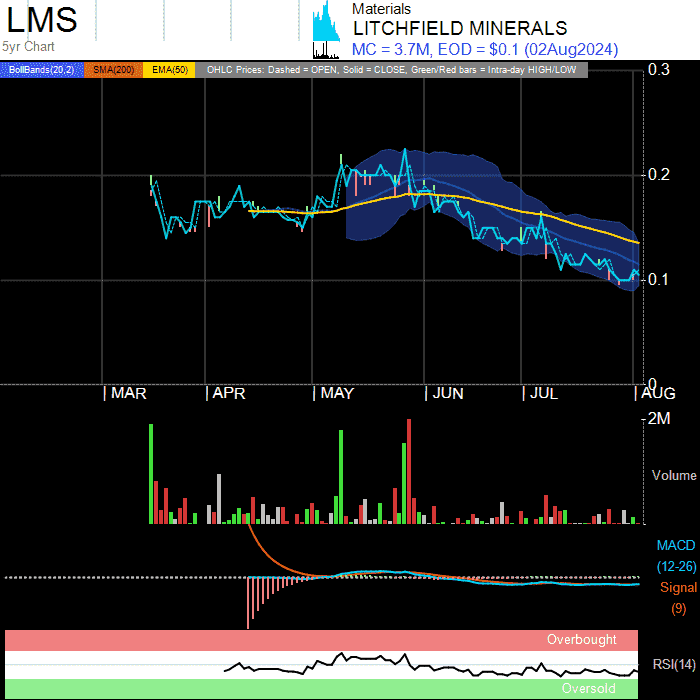 LMS
5yr Chart
Materials
LITCHFIELD MINERALS
MC = 3.7M, EOD = $0.1 (02Aug2024)
BollBands(20,2) SMA(200) EMA(50) OHLC Prices: Dashed = OPEN, Solid = CLOSE, Green/Red bars = Intra-day HIGH/LOW
0.3
0.2
0.1
0
MAR APR MAY JUN JUL AUG
2M
Volume
MACD
(12-26)
Signal
(9)
Overbought
RSI(14)
Oversold